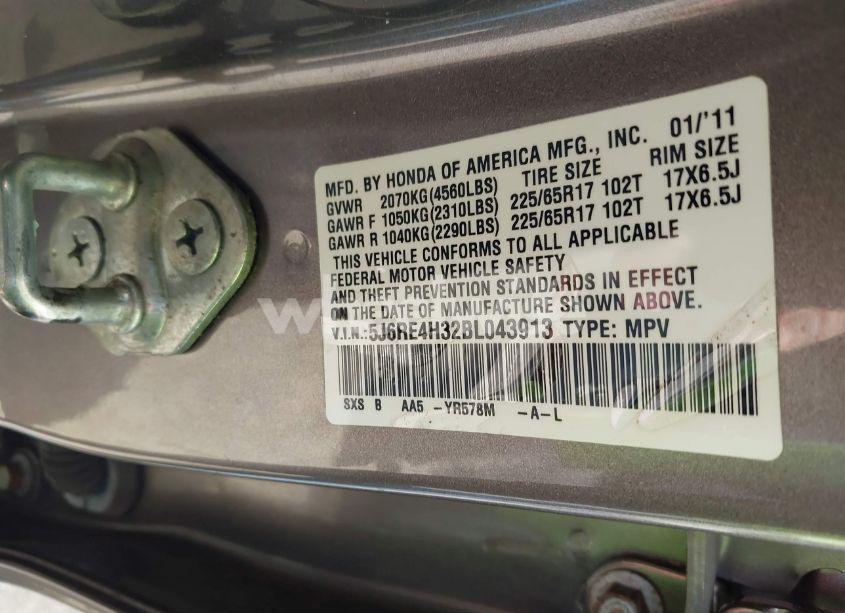 MFD. BY HONDA OF AMERICA MFG., INC. 01/'11
GVWR 2070KG(4560LBS) TIRE SIZE RIM SIZE
GAWR F 1050KG(2310LBS) 225/65R17 102T 17X6.5J
GAWR R 1040KG(2290LBS) 225/65R17 102T 17X6.5J
THIS VEHICLE CONFORMS TO ALL APPLICABLE
FEDERAL MOTOR VEHICLE SAFETY
AND THEFT PREVENTION STANDARDS IN EFFECT
ON THE DATE OF MANUFACTURE SHOWN ABOVE.
V.I.N.:5J6RE4H32BL043913 TYPE: MPV
SXS B AA5 -YR578M -A-L